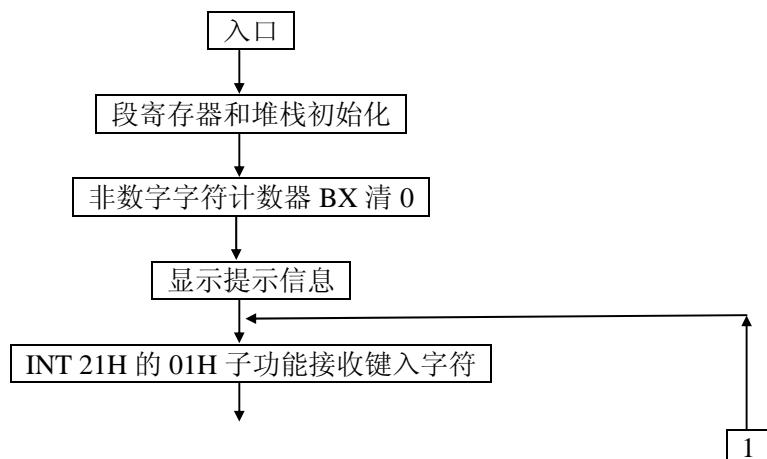 入口
段寄存器和堆栈初始化
非数字字符计数器 BX 清 0
显示提示信息
INT 21H 的 01H 子功能接收键入字符
1